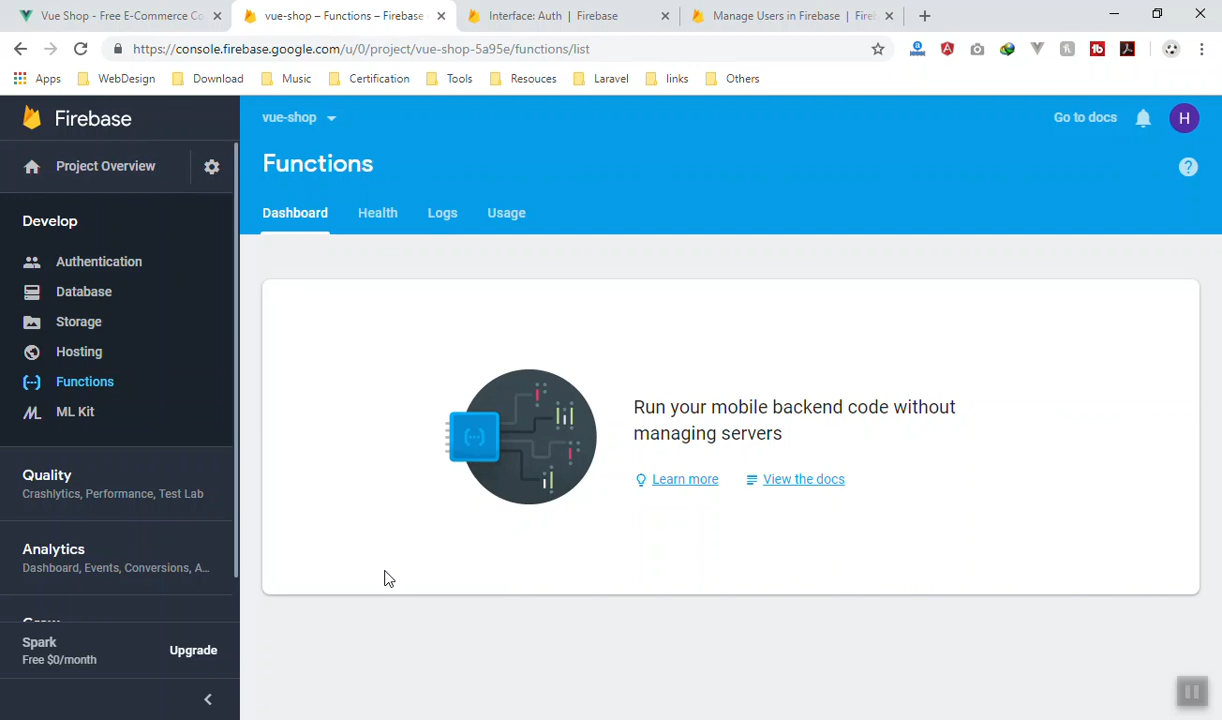 Vue Shop - Free E-Commerce Co
vue-shop – Functions – Firebase
Interface: Auth | Firebase
Manage Users in Firebase | Fire
https://console.firebase.google.com/u/0/project/vue-shop-5a95e/functions/list
Apps
WebDesign
Download
Music
Certification
Tools
Resouces
Laravel
links
Others
Firebase
vue-shop
Go to docs
H
Project Overview
Functions
?
Dashboard
Health
Logs
Usage
Develop
Authentication
Database
Storage
Hosting
Functions
ML Kit
Run your mobile backend code without
managing servers
Learn more
View the docs
Quality
Crashlytics, Performance, Test Lab
Analytics
Dashboard, Events, Conversions, A...
Spark
Free $0/month
Upgrade